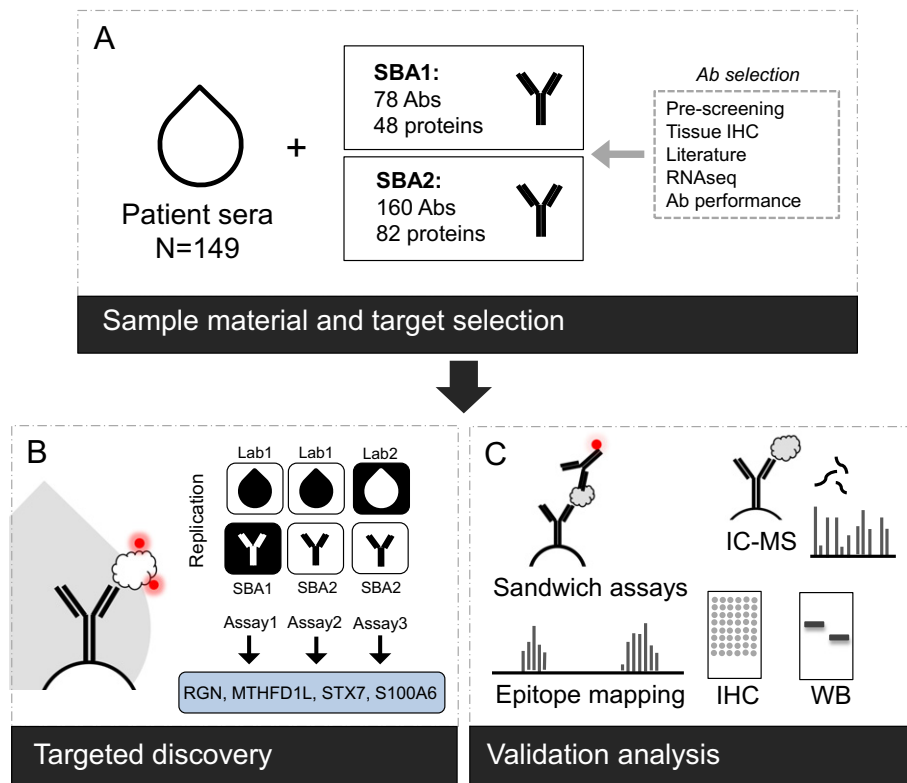 A
Patient sera
N=149
+
SBA1:
78 Abs
48 proteins
SBA2:
160 Abs
82 proteins
Ab selection
Pre-screening
Tissue IHC
Literature
RNAseq
Ab performance
Sample material and target selection
B
Replication
Lab1 Lab1 Lab2
SBA1 SBA2 SBA2
Assay1 Assay2 Assay3
RGN, MTHFD1L, STX7, S100A6
Targeted discovery
C
Sandwich assays
IC-MS
Epitope mapping
IHC
WB
Validation analysis